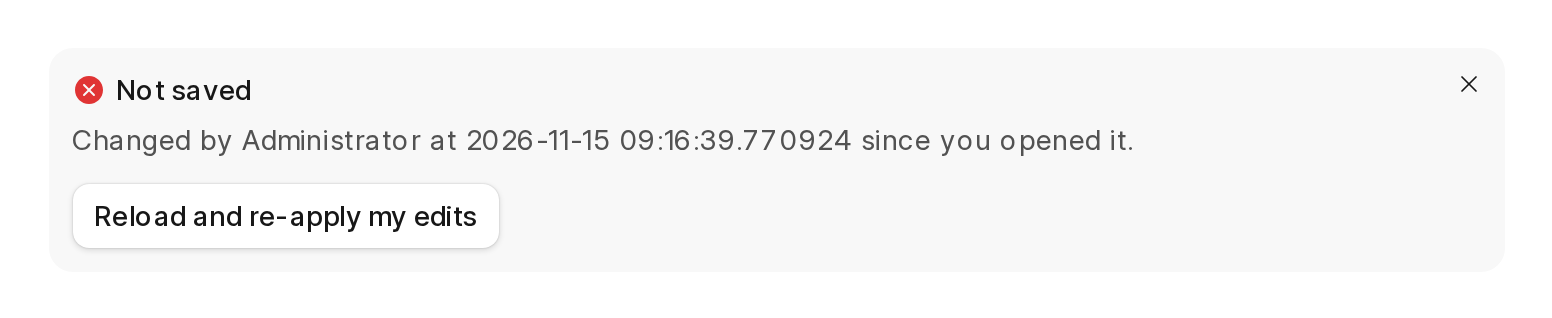 Not saved
Changed by Administrator at 2026-11-15 09:16:39.770924 since you opened it.
Reload and re-apply my edits